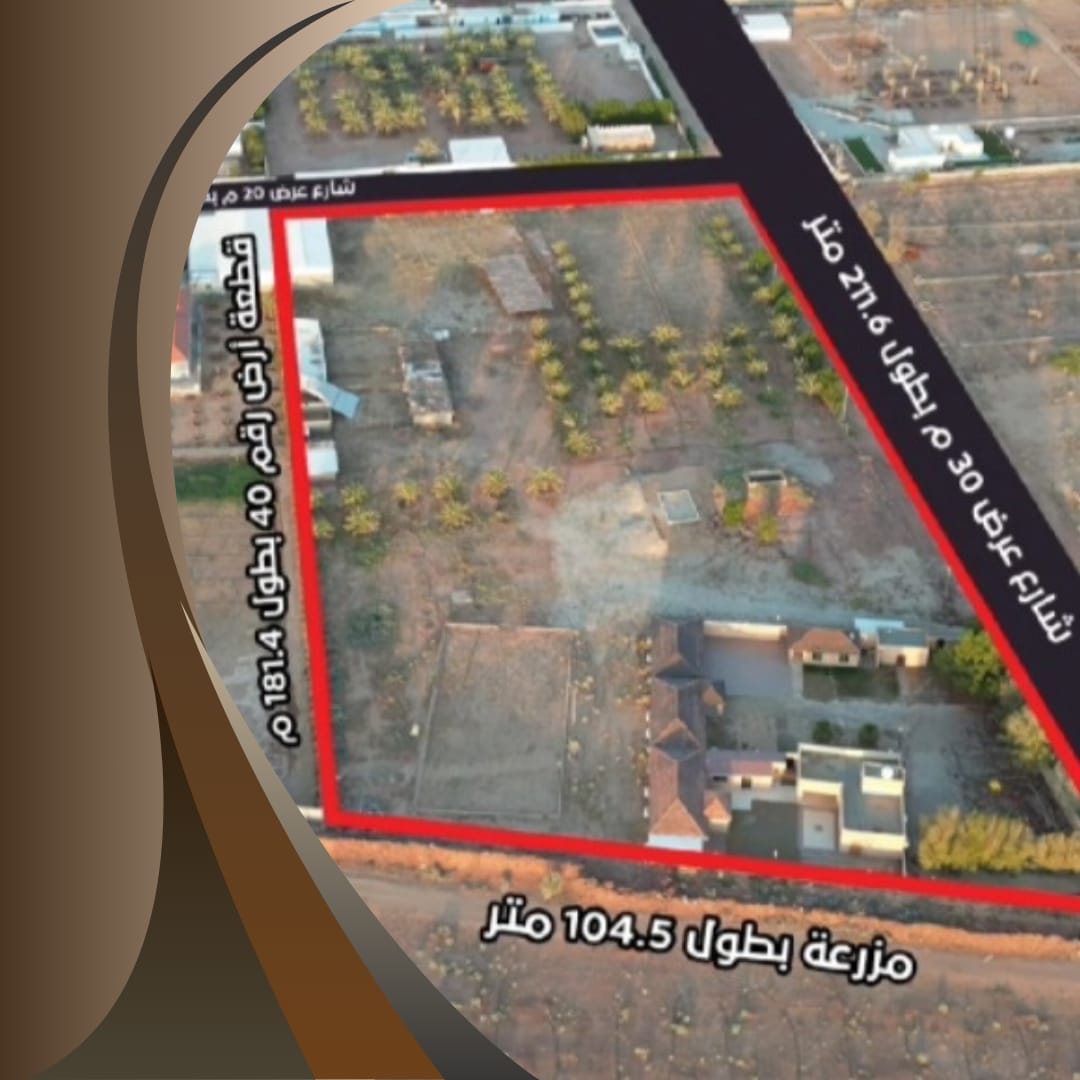 شارع عرض 20 م
شارع عرض 30 م بطول 211.6 متر
قطعة أرض رقم 40 بطول 181.4 م
مزرعة بطول 104.5 متر